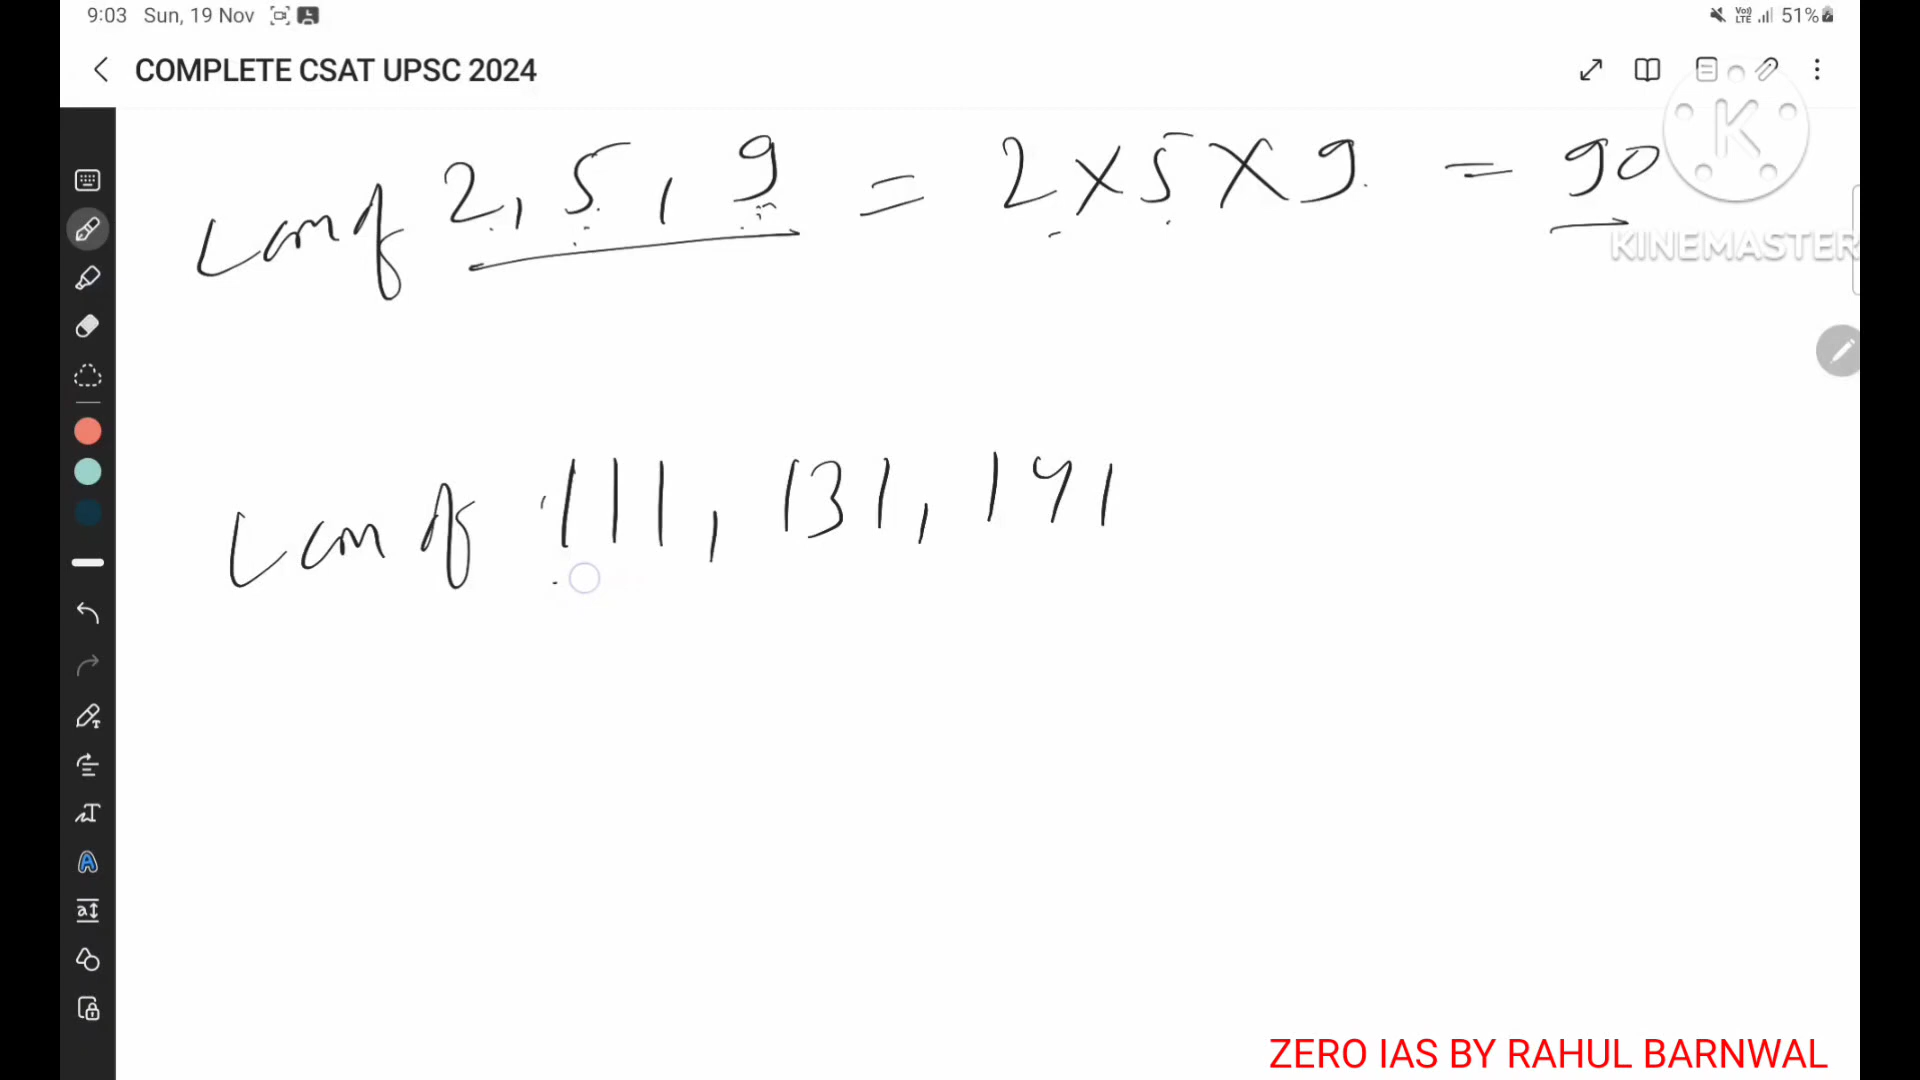 9:03 Sun, 19 Nov 51%
COMPLETE CSAT UPSC 2024
Lcm of 2, 5, 9 = 2 X 5 X 9 = 90
KINEMASTER
Lcm of 111, 131, 141
ZERO IAS BY RAHUL BARNWAL